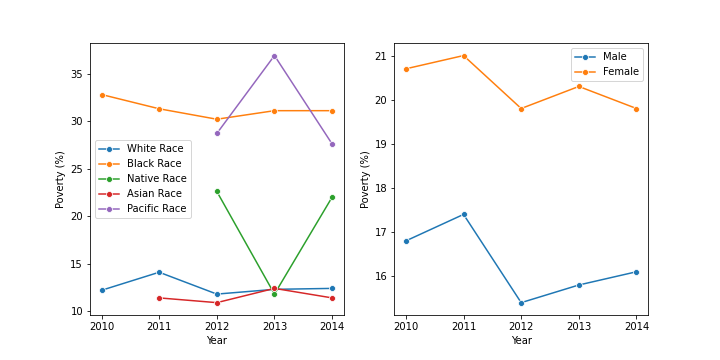 35
30
25
20
15
10
Poverty (%)
White Race
Black Race
Native Race
Asian Race
Pacific Race
2010 2011 2012 2013 2014
Year
21
20
19
18
17
16
Poverty (%)
Male
Female
2010 2011 2012 2013 2014
Year